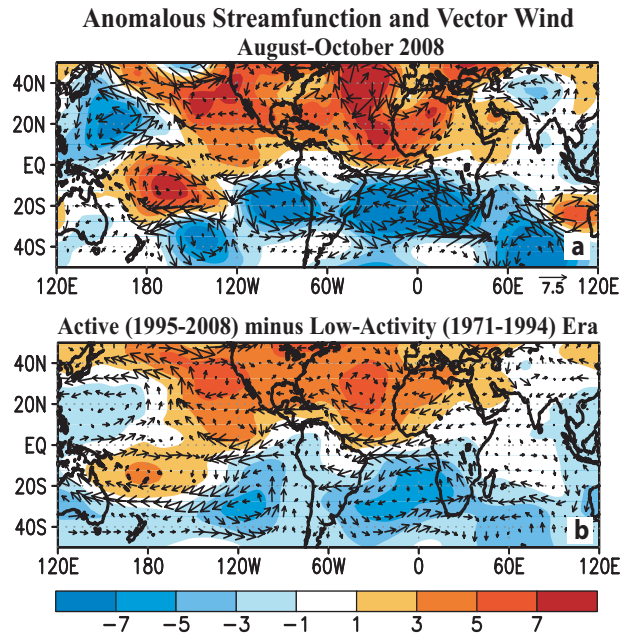 Anomalous Streamfunction and Vector Wind
August-October 2008
40N
20N
EQ
20S
40S
a
120E 180 120W 60W 0 60E 120E
7.5
Active (1995-2008) minus Low-Activity (1971-1994) Era
40N
20N
EQ
20S
40S
b
120E 180 120W 60W 0 60E 120E
−7 −5 −3 −1 1 3 5 7